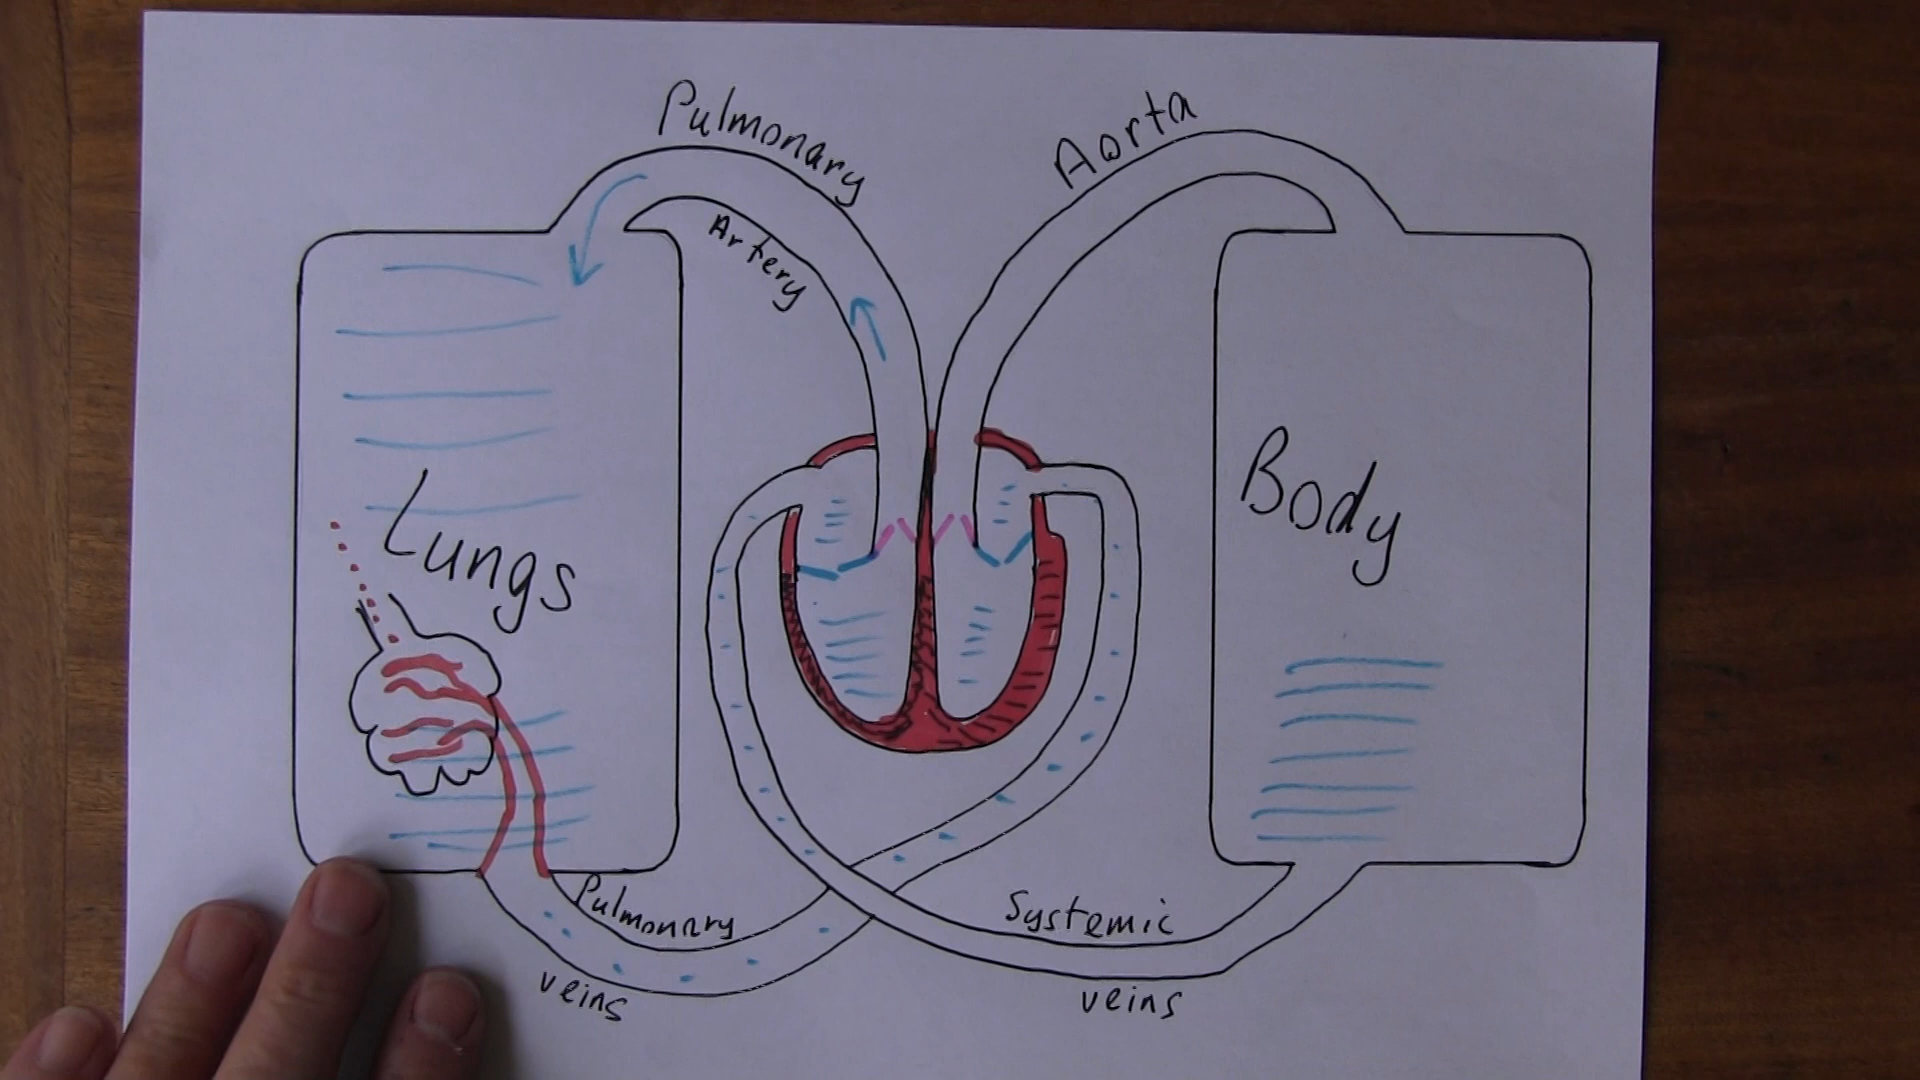 Pulmonary
Artery
Aorta
Lungs
Body
Pulmonary
veins
Systemic
veins